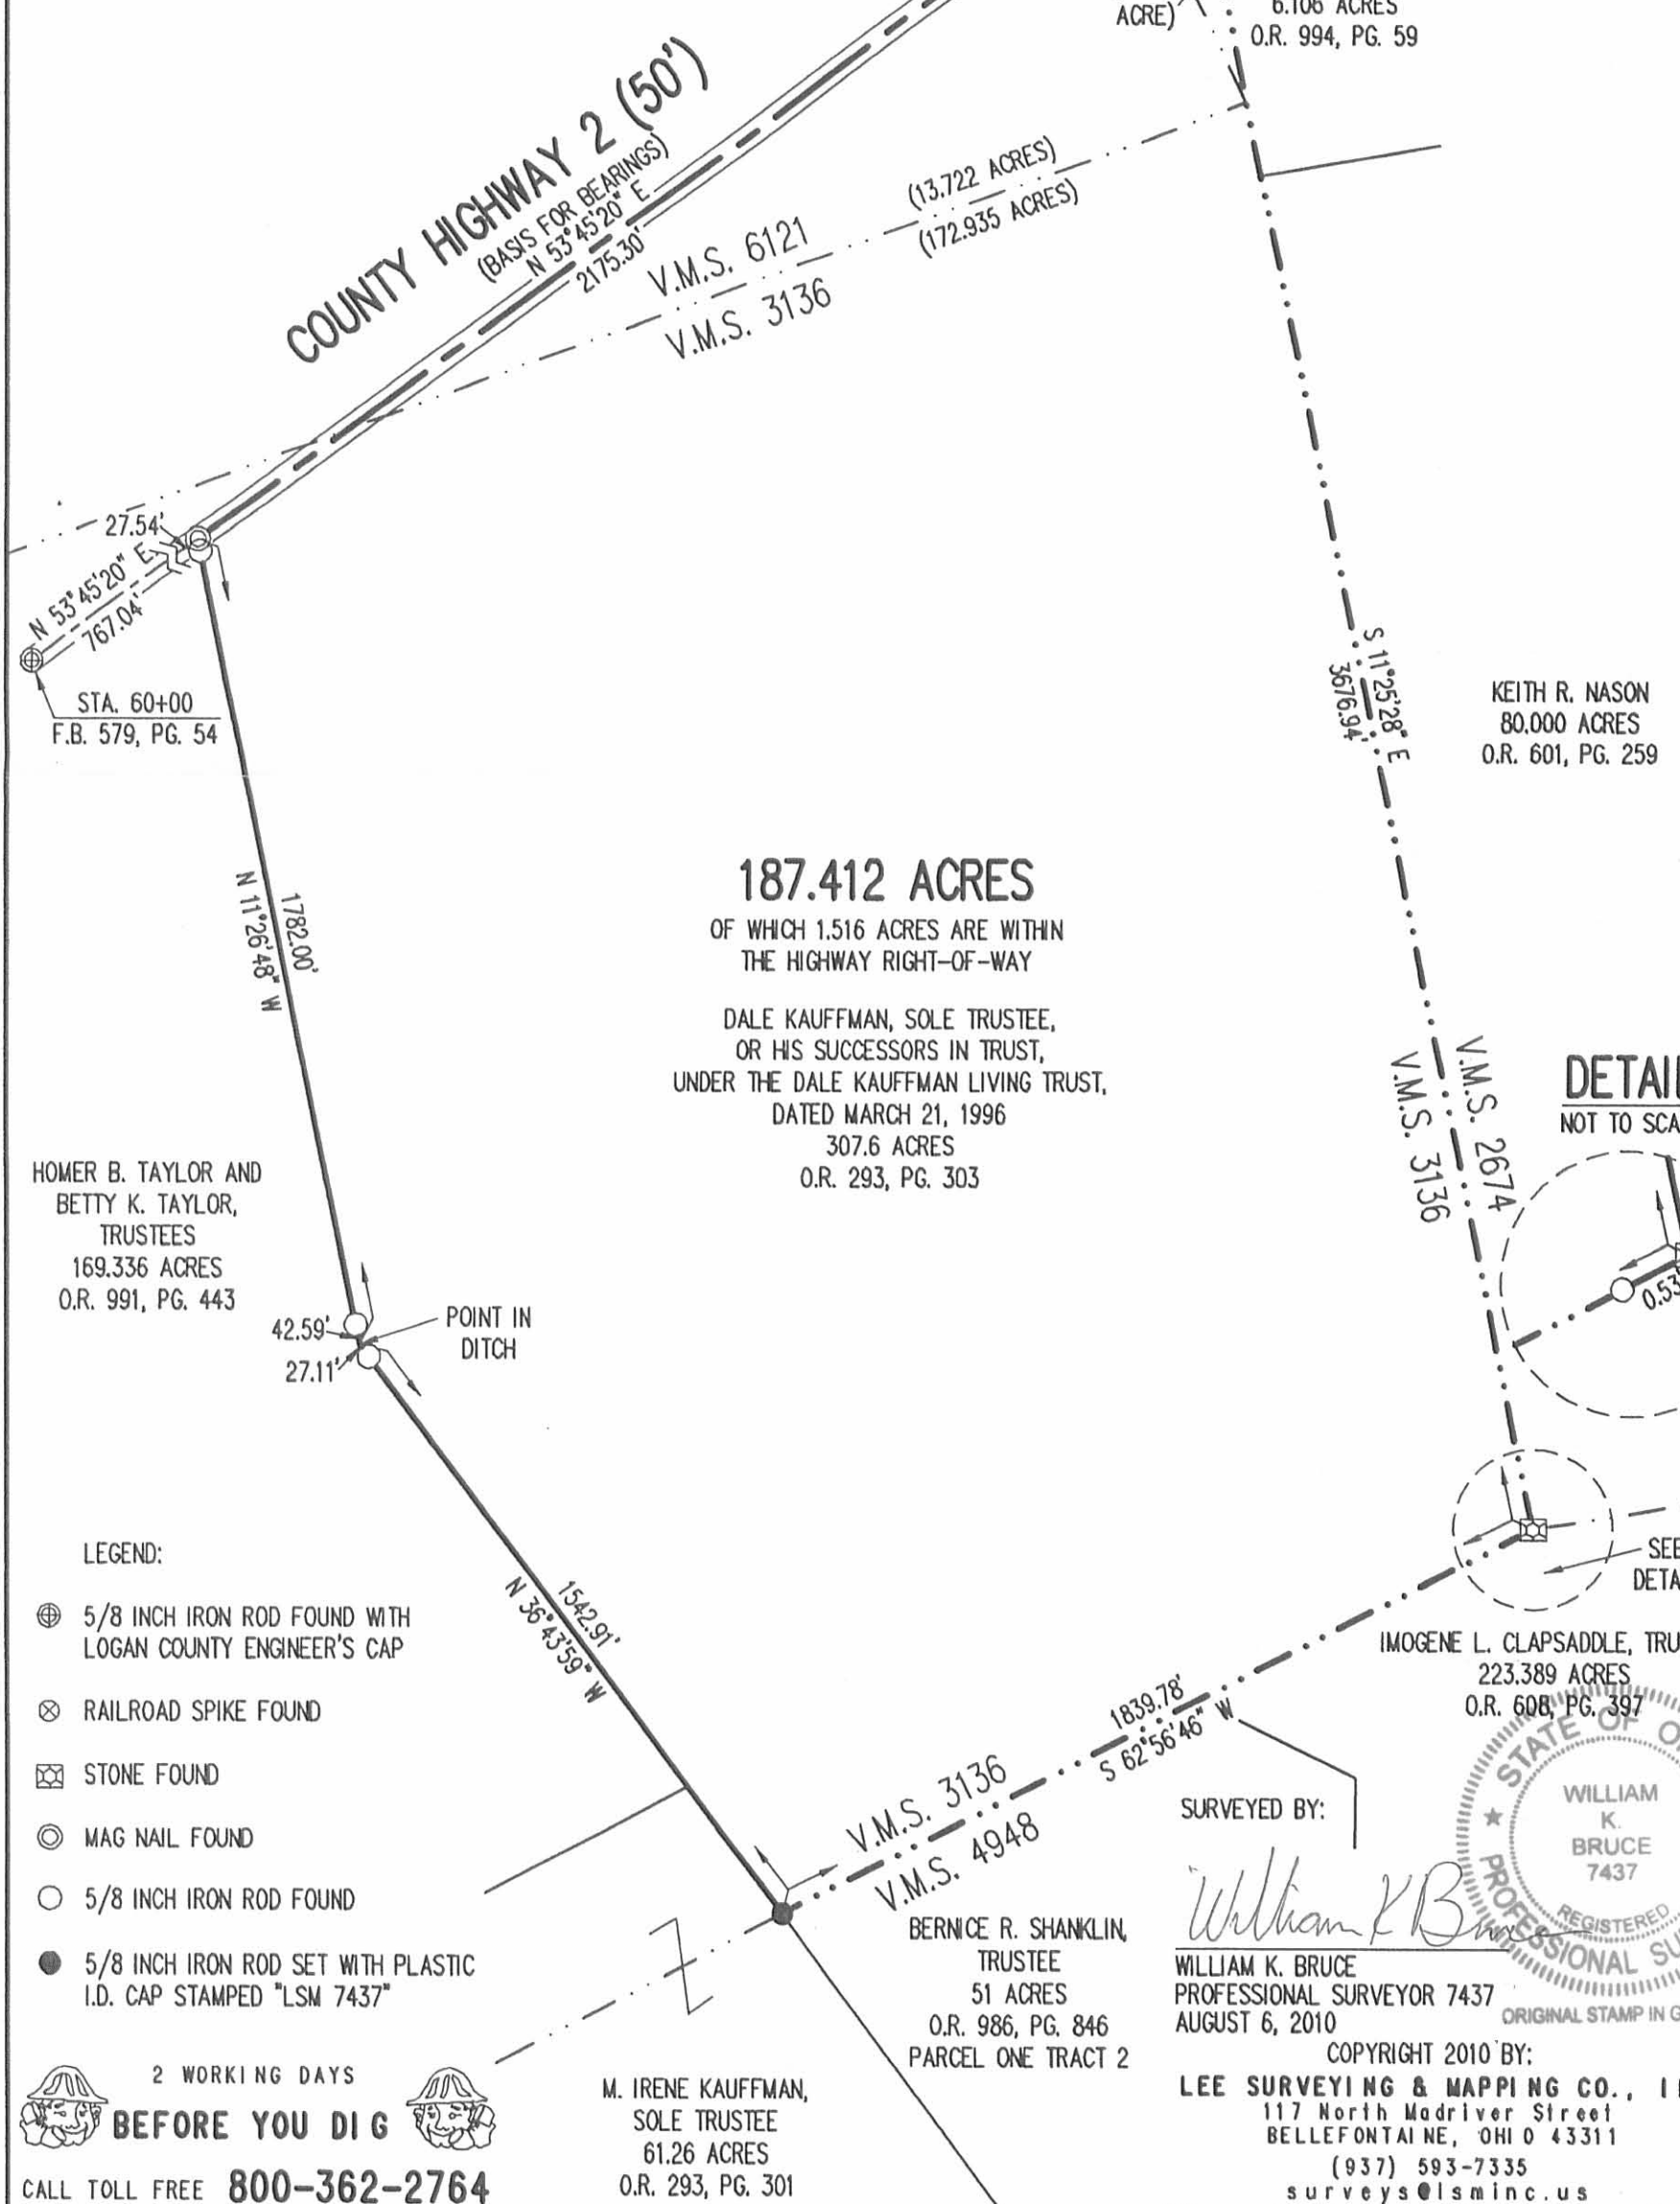 ACRE)
6.106 ACRES
O.R. 994, PG. 59
COUNTY HIGHWAY 2 (50')
(BASIS FOR BEARINGS)
N 53°45'20" E
2175.30'
V.M.S. 6121
V.M.S. 3136
(13.722 ACRES)
(172.935 ACRES)
27.54'
N 53°45'20" E
767.04'
STA. 60+00
F.B. 579, PG. 54
S 11°25'28" E
3676.94'
KEITH R. NASON
80.000 ACRES
O.R. 601, PG. 259
1782.00'
N 11°26'48" W
187.412 ACRES
OF WHICH 1.516 ACRES ARE WITHIN
THE HIGHWAY RIGHT-OF-WAY
DALE KAUFFMAN, SOLE TRUSTEE,
OR HIS SUCCESSORS IN TRUST,
UNDER THE DALE KAUFFMAN LIVING TRUST,
DATED MARCH 21, 1996
307.6 ACRES
O.R. 293, PG. 303
V.M.S. 2674
V.M.S. 3136
DETAI
NOT TO SCA
0.53
HOMER B. TAYLOR AND
BETTY K. TAYLOR,
TRUSTEES
169.336 ACRES
O.R. 991, PG. 443
42.59'
27.11'
POINT IN
DITCH
SEE
DETA
1542.91'
N 36°43'59" W
LEGEND:
5/8 INCH IRON ROD FOUND WITH
LOGAN COUNTY ENGINEER'S CAP
RAILROAD SPIKE FOUND
STONE FOUND
MAG NAIL FOUND
5/8 INCH IRON ROD FOUND
5/8 INCH IRON ROD SET WITH PLASTIC
I.D. CAP STAMPED "LSM 7437"
IMOGENE L. CLAPSADDLE, TRU
223.389 ACRES
O.R. 608, PG. 397
1839.78'
S 62°56'46" W
V.M.S. 3136
V.M.S. 4948
BERNICE R. SHANKLIN,
TRUSTEE
51 ACRES
O.R. 986, PG. 846
PARCEL ONE TRACT 2
M. IRENE KAUFFMAN,
SOLE TRUSTEE
61.26 ACRES
O.R. 293, PG. 301
SURVEYED BY:
William K Bruce
WILLIAM K. BRUCE
PROFESSIONAL SURVEYOR 7437
AUGUST 6, 2010
STATE OF O
WILLIAM
K.
BRUCE
7437
REGISTERED
PROFESSIONAL SU
ORIGINAL STAMP IN G
COPYRIGHT 2010 BY:
LEE SURVEYING & MAPPING CO., I
117 North Madriver Street
BELLEFONTAINE, OHIO 43311
(937) 593-7335
surveys@lsminc.us
2 WORKING DAYS
BEFORE YOU DIG
CALL TOLL FREE 800-362-2764